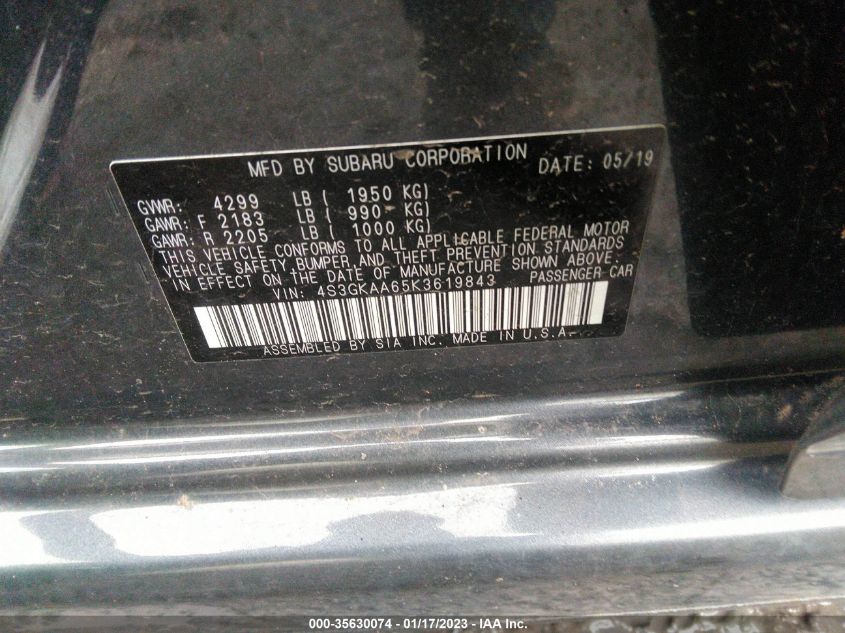 MFD BY SUBARU CORPORATION DATE: 05/19
GVWR: 4299 LB ( 1950 KG)
GAWR: F 2183 LB ( 990 KG)
GAWR: R 2205 LB ( 1000 KG)
THIS VEHICLE CONFORMS TO ALL APPLICABLE FEDERAL MOTOR
VEHICLE SAFETY,BUMPER AND THEFT PREVENTION STANDARDS
IN EFFECT ON THE DATE OF MANUFACTURE SHOWN ABOVE.
VIN: 4S3GKAA65K3619843 PASSENGER CAR
ASSEMBLED BY SIA INC. MADE IN U.S.A.
000-35630074 / 01/17/2023 - © IAA Inc.